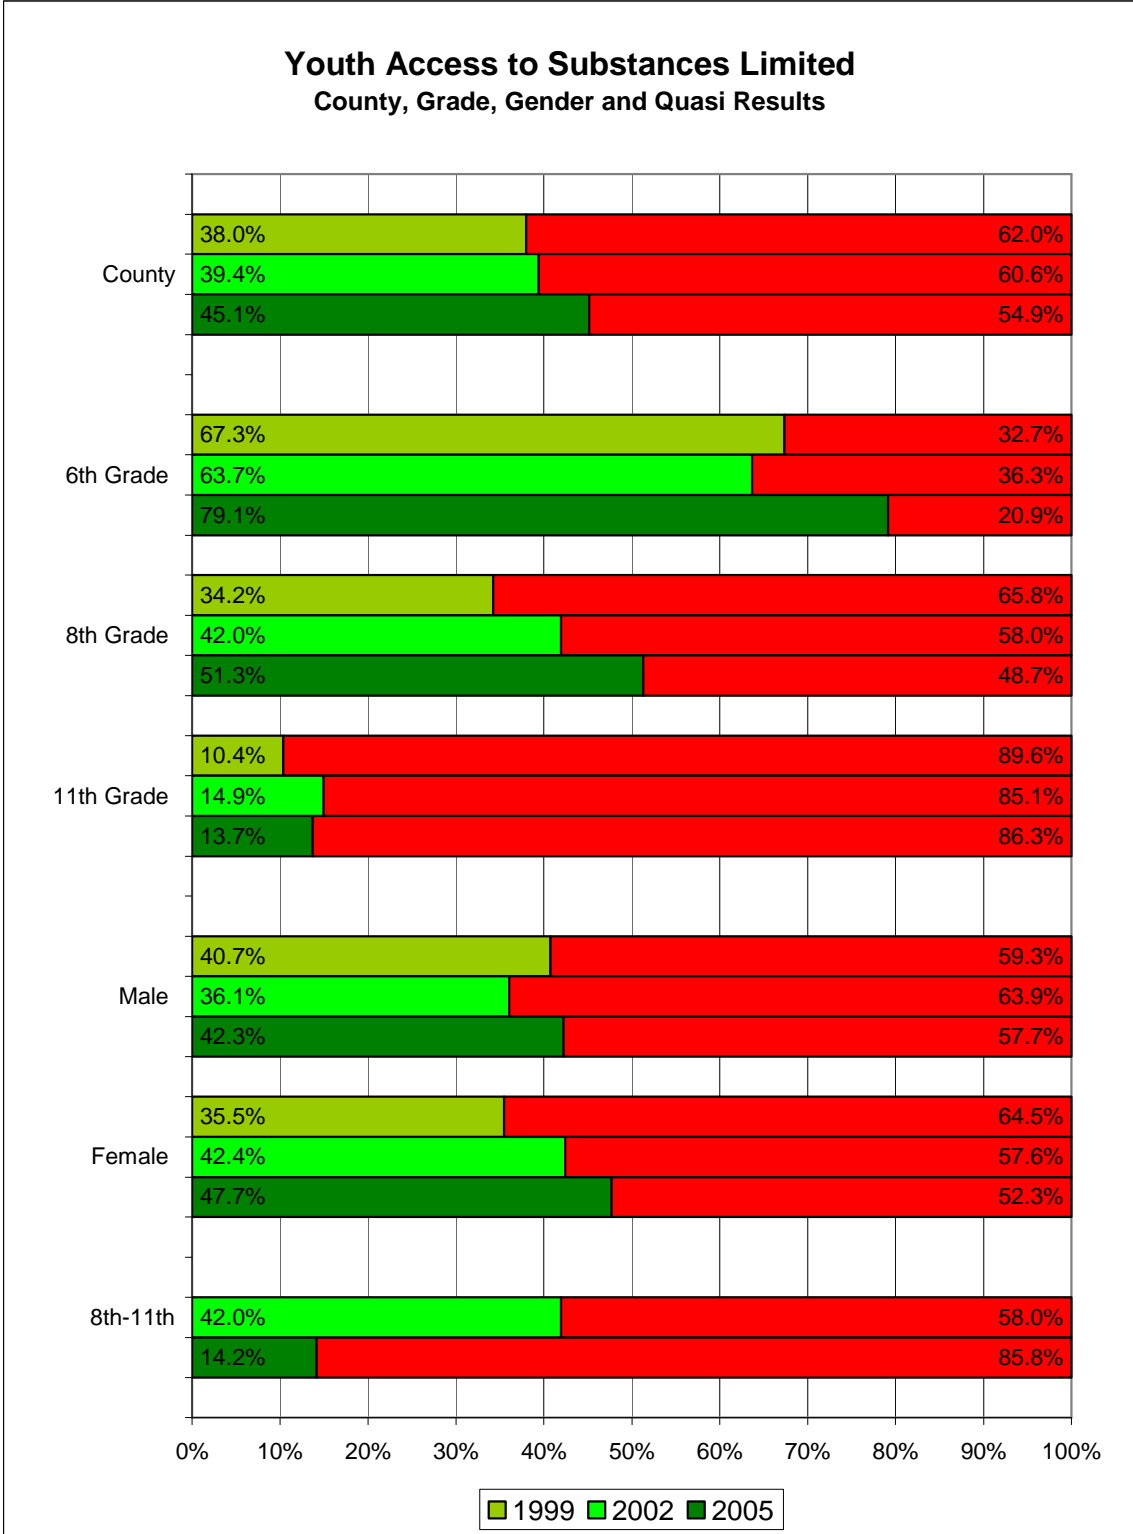 Youth Access to Substances Limited
County, Grade, Gender and Quasi Results
38.0% 62.0%
County 39.4% 60.6%
45.1% 54.9%
67.3% 32.7%
6th Grade 63.7% 36.3%
79.1% 20.9%
34.2% 65.8%
8th Grade 42.0% 58.0%
51.3% 48.7%
10.4% 89.6%
11th Grade 14.9% 85.1%
13.7% 86.3%
40.7% 59.3%
Male 36.1% 63.9%
42.3% 57.7%
35.5% 64.5%
Female 42.4% 57.6%
47.7% 52.3%
8th-11th 42.0% 58.0%
14.2% 85.8%
0% 10% 20% 30% 40% 50% 60% 70% 80% 90% 100%
1999 2002 2005